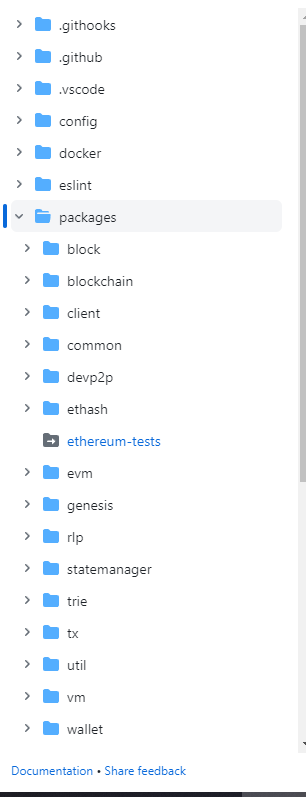 .githooks
.github
.vscode
config
docker
eslint
packages
block
blockchain
client
common
devp2p
ethash
ethereum-tests
evm
genesis
rlp
statemanager
trie
tx
util
vm
wallet
Documentation • Share feedback